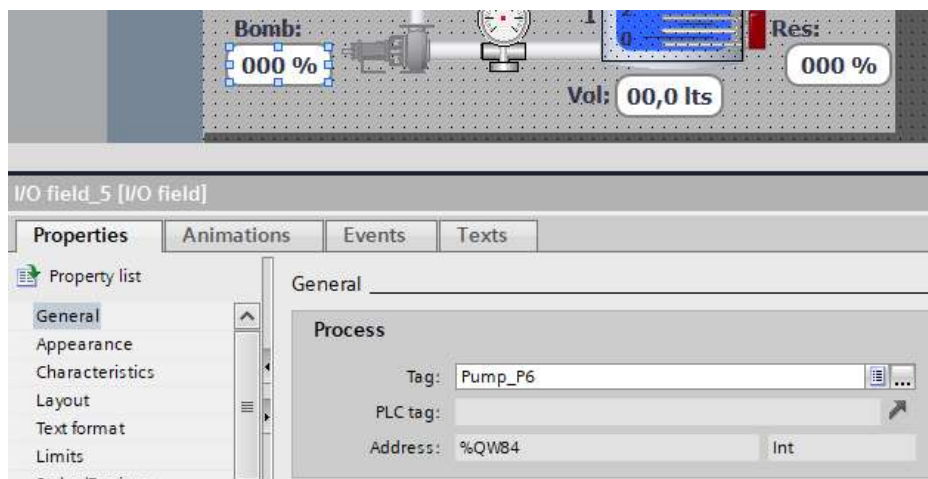 Bomb:
000 %
2
0
Res:
000 %
Vol:
00,0 lts
I/O field_5 [I/O field]
Properties
Animations
Events
Texts
Property list
General
Appearance
Characteristics
Layout
Text format
Limits
General
Process
Tag:
Pump_P6
...
PLC tag:
Address:
%QW84
Int